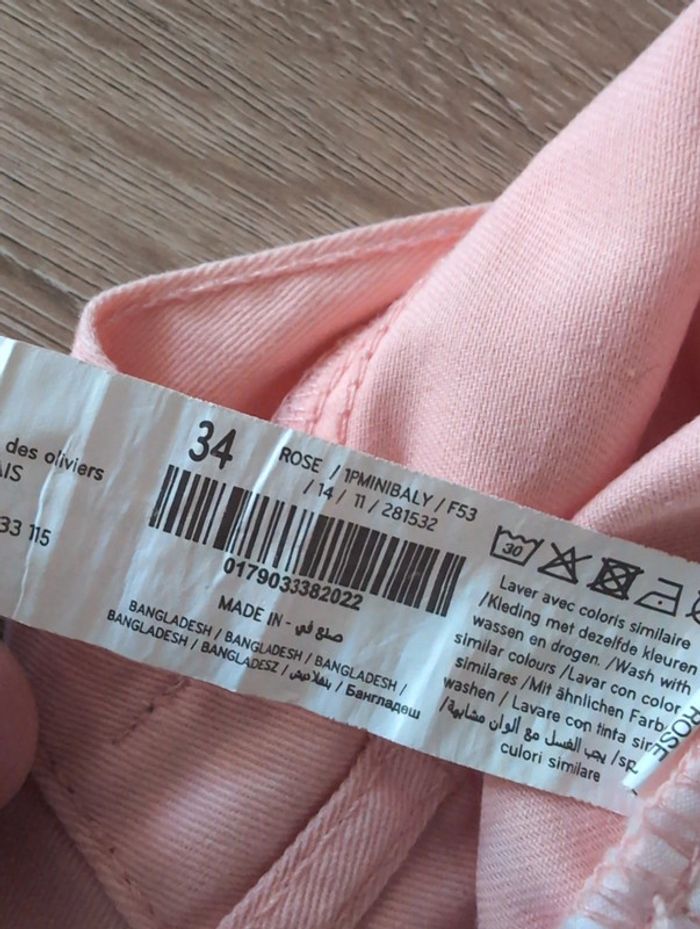 des oliviers
AIS
33 115
34
ROSE / 1PMINIBALY / F53
/ 14 / 11 / 281532
0179033382022
MADE IN - صنع في
BANGLADESH / BANGLADESH / BANGLADESH /
BANGLADESH / BANGLADESZ / بنغلاديش / Бангладеш
30
Laver avec coloris similaire
/Kleding met dezelfde kleuren
wassen en drogen. /Wash with
similar colours /Lavar con color
similares /Mit ähnlichen Farb
washen / Lavare con tinta sim
/يجب الغسل مع ألوان مشابهة /sp
culori similare
ROSE